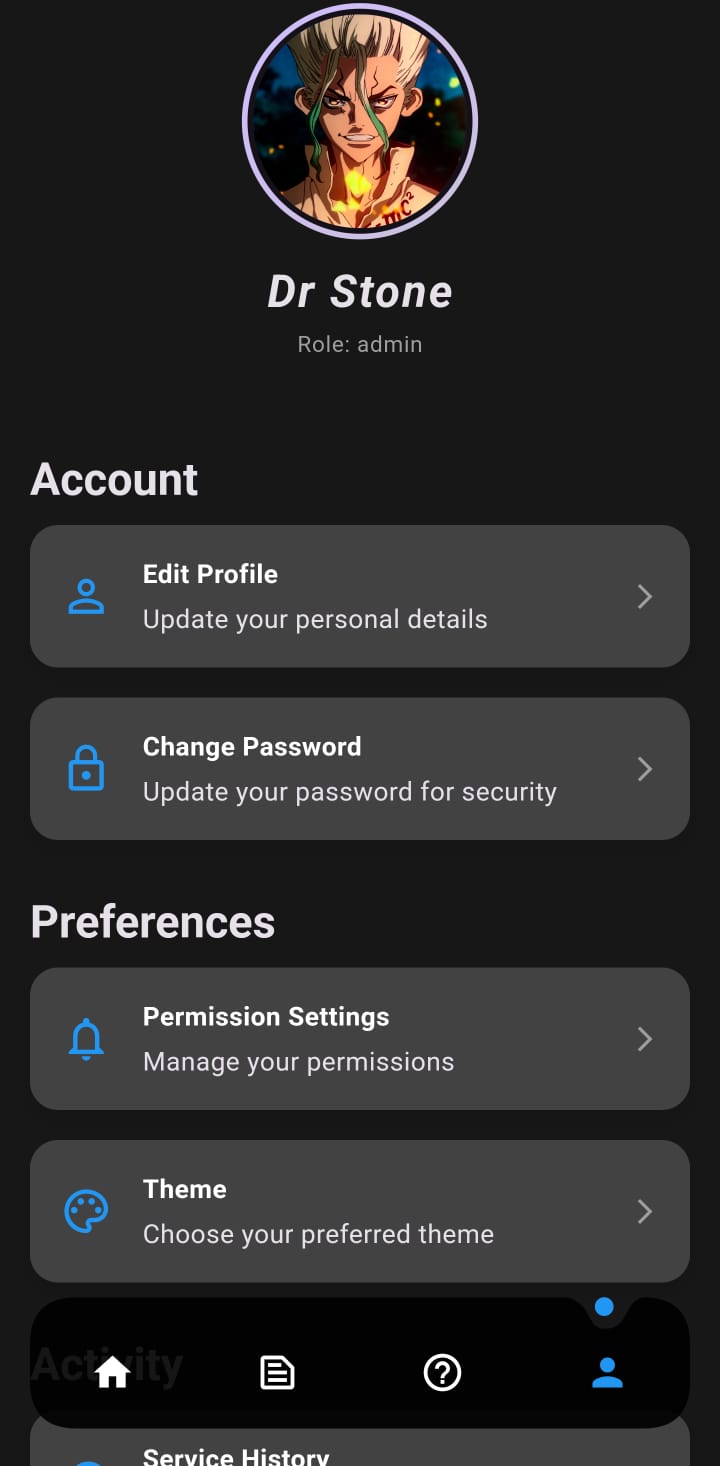 mc²
Dr Stone
Role: admin
Account
Edit Profile
Update your personal details
Change Password
Update your password for security
Preferences
Permission Settings
Manage your permissions
Theme
Choose your preferred theme
Activity
Service History